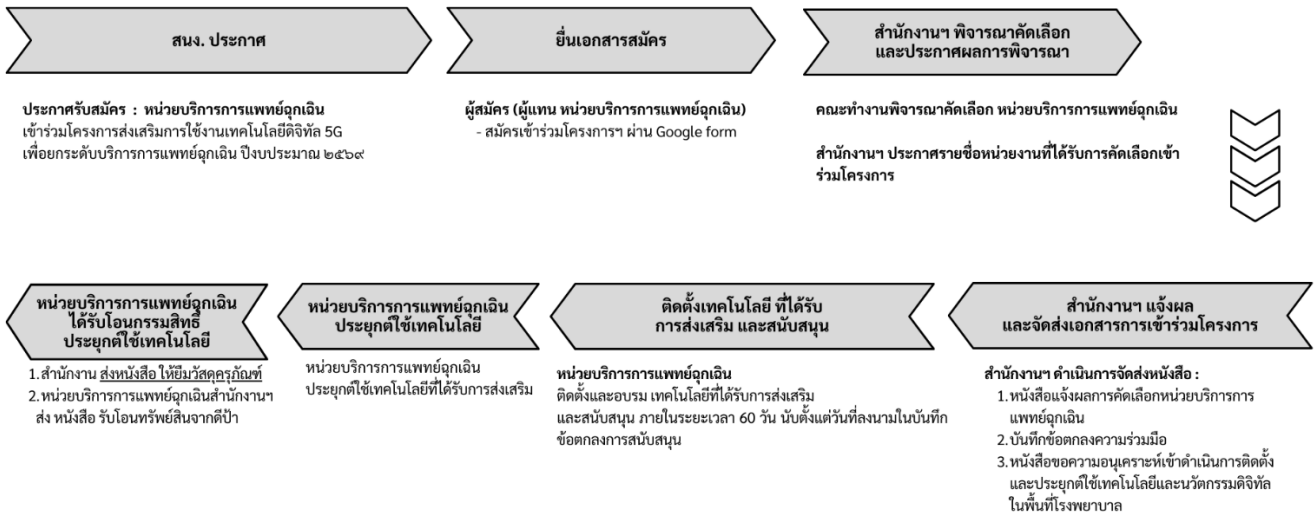 สนง. ประกาศ
ยื่นเอกสารสมัคร
สำนักงานฯ พิจารณาคัดเลือก
และประกาศผลการพิจารณา
ประกาศรับสมัคร : หน่วยบริการการแพทย์ฉุกเฉิน
เข้าร่วมโครงการส่งเสริมการใช้งานเทคโนโลยีดิจิทัล 5G
เพื่อยกระดับบริการการแพทย์ฉุกเฉิน ปีงบประมาณ ๒๕๖๙
ผู้สมัคร (ผู้แทน หน่วยบริการการแพทย์ฉุกเฉิน)
- สมัครเข้าร่วมโครงการฯ ผ่าน Google form
คณะทำงานพิจารณาคัดเลือก หน่วยบริการการแพทย์ฉุกเฉิน
สำนักงานฯ ประกาศรายชื่อหน่วยงานที่ได้รับการคัดเลือกเข้า
ร่วมโครงการ
สำนักงานฯ แจ้งผล
และจัดส่งเอกสารการเข้าร่วมโครงการ
สำนักงานฯ ดำเนินการจัดส่งหนังสือ :
1.หนังสือแจ้งผลการคัดเลือกหน่วยบริการการ
แพทย์ฉุกเฉิน
2.บันทึกข้อตกลงความร่วมมือ
3.หนังสือขอความอนุเคราะห์เข้าดำเนินการติดตั้ง
และประยุกต์ใช้เทคโนโลยีและนวัตกรรมดิจิทัล
ในพื้นที่โรงพยาบาล
ติดตั้งเทคโนโลยี ที่ได้รับ
การส่งเสริม และสนับสนุน
หน่วยบริการการแพทย์ฉุกเฉิน
ติดตั้งและอบรม เทคโนโลยีที่ได้รับการส่งเสริม
และสนับสนุน ภายในระยะเวลา 60 วัน นับตั้งแต่วันที่ลงนามในบันทึก
ข้อตกลงการสนับสนุน
หน่วยบริการการแพทย์ฉุกเฉิน
ประยุกต์ใช้เทคโนโลยี
หน่วยบริการการแพทย์ฉุกเฉิน
ประยุกต์ใช้เทคโนโลยีที่ได้รับการส่งเสริม
หน่วยบริการการแพทย์ฉุกเฉิน
ได้รับโอนกรรมสิทธิ์
ประยุกต์ใช้เทคโนโลยี
1.สำนักงาน ส่งหนังสือ ให้ยืมวัสดุครุภัณฑ์
2.หน่วยบริการการแพทย์ฉุกเฉินสำนักงานฯ
ส่ง หนังสือ รับโอนทรัพย์สินจากดีป้า